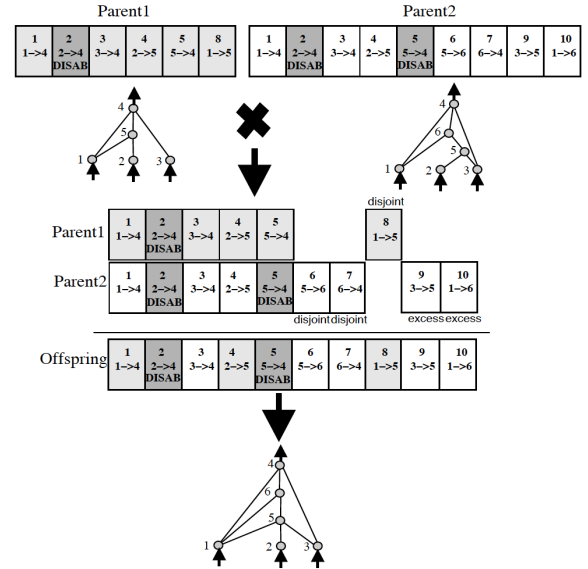 Parent1 Parent2
1 2 3 4 5 8
1->4 2->4 3->4 2->5 5->4 1->5
DISAB
1 2 3 4 5 6 7 9 10
1->4 2->4 3->4 2->5 5->4 5->6 6->4 3->5 1->6
DISAB DISAB
4
5
1 2 3
4
6
5
1 2 3
disjoint
Parent1
1 2 3 4 5 8
1->4 2->4 3->4 2->5 5->4 1->5
DISAB
Parent2
1 2 3 4 5 6 7 9 10
1->4 2->4 3->4 2->5 5->4 5->6 6->4 3->5 1->6
DISAB DISAB
disjoint disjoint excess excess
Offspring
1 2 3 4 5 6 7 8 9 10
1->4 2->4 3->4 2->5 5->4 5->6 6->4 1->5 3->5 1->6
DISAB DISAB
4
6
5
1 2 3